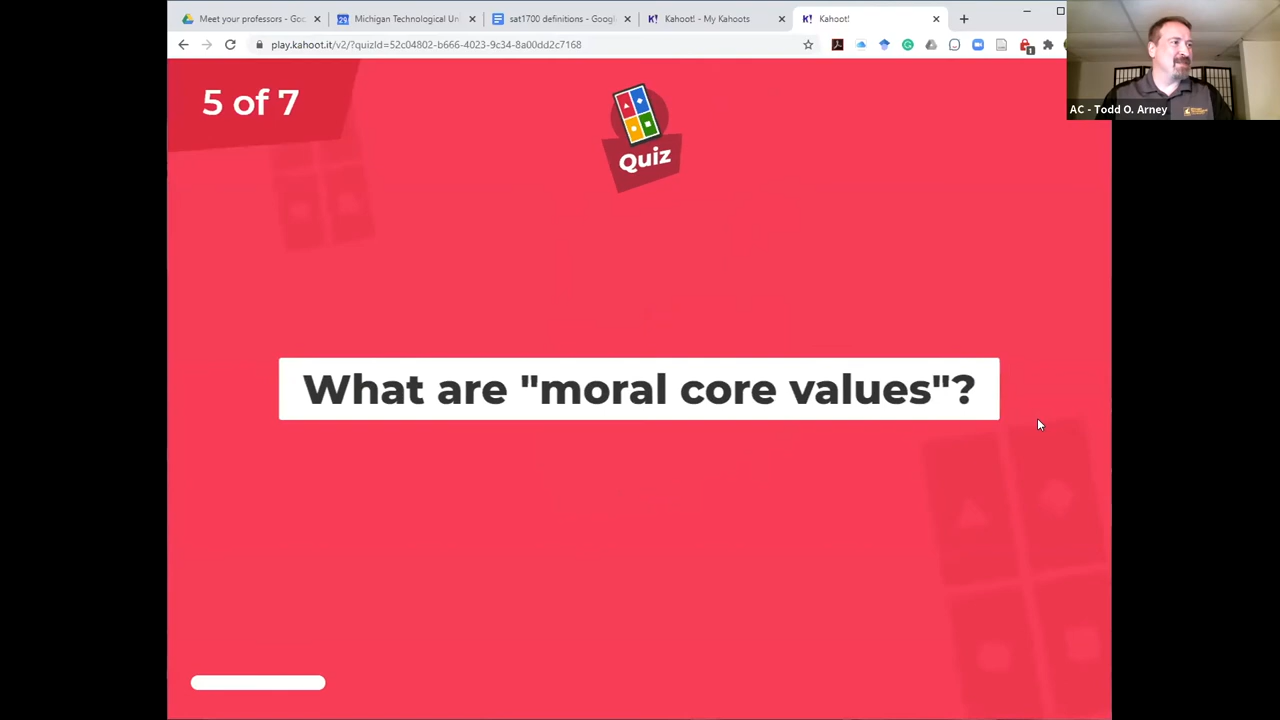 Meet your professors - Goo
Michigan Technological Un
sat1700 definitions - Googl
Kahoot! - My Kahoots
Kahoot!
play.kahoot.it/v2/?quizId=52c04802-b666-4023-9c34-8a00dd2c7168
AC - Todd O. Arney
5 of 7
Quiz
What are "moral core values"?